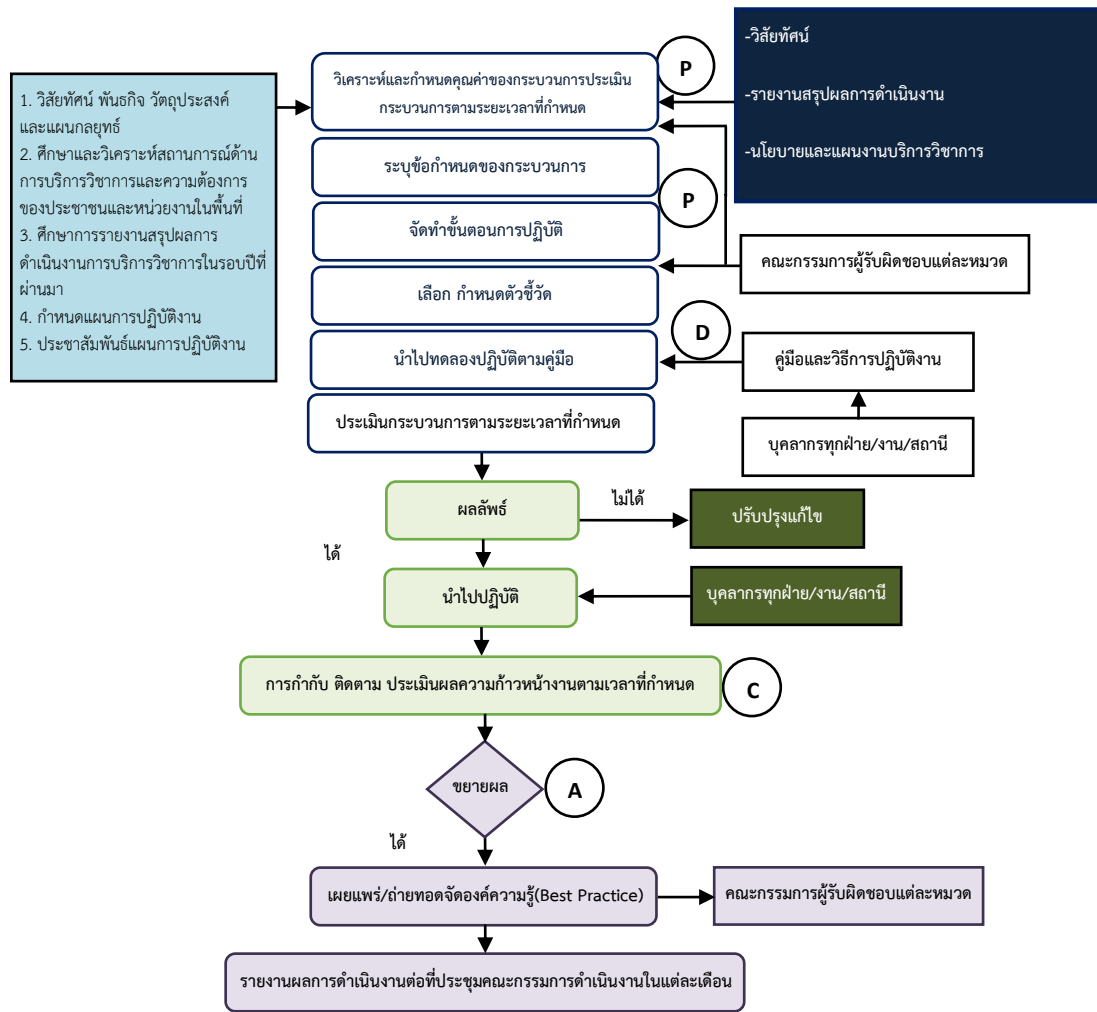 วิเคราะห์และกำหนดคุณค่าของกระบวนการประเมิน
กระบวนการตามระยะเวลาที่กำหนด
P
-วิสัยทัศน์
-รายงานสรุปผลการดำเนินงาน
-นโยบายและแผนงานบริการวิชาการ
1. วิสัยทัศน์ พันธกิจ วัตถุประสงค์
และแผนกลยุทธ์
2. ศึกษาและวิเคราะห์สถานการณ์ด้าน
การบริการวิชาการและความต้องการ
ของประชาชนและหน่วยงานในพื้นที่
3. ศึกษาการรายงานสรุปผลการ
ดำเนินงานการบริการวิชาการในรอบปีที่
ผ่านมา
4. กำหนดแผนการปฏิบัติงาน
5. ประชาสัมพันธ์แผนการปฏิบัติงาน
ระบุข้อกำหนดของกระบวนการ
P
จัดทำขั้นตอนการปฏิบัติ
คณะกรรมการผู้รับผิดชอบแต่ละหมวด
เลือก กำหนดตัวชี้วัด
D
นำไปทดลองปฏิบัติตามคู่มือ
คู่มือและวิธีการปฏิบัติงาน
ประเมินกระบวนการตามระยะเวลาที่กำหนด
บุคลากรทุกฝ่าย/งาน/สถานี
ผลลัพธ์
ไม่ได้
ปรับปรุงแก้ไข
ได้
นำไปปฏิบัติ
บุคลากรทุกฝ่าย/งาน/สถานี
การกำกับ ติดตาม ประเมินผลความก้าวหน้างานตามเวลาที่กำหนด
C
ขยายผล
A
ได้
เผยแพร่/ถ่ายทอดจัดองค์ความรู้(Best Practice)
คณะกรรมการผู้รับผิดชอบแต่ละหมวด
รายงานผลการดำเนินงานต่อที่ประชุมคณะกรรมการดำเนินงานในแต่ละเดือน